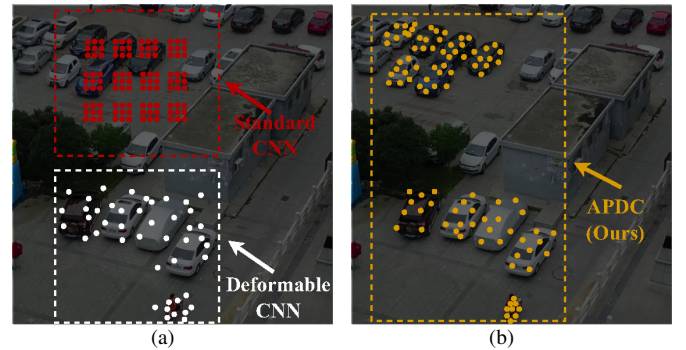 Standard
CNN
Deformable
CNN
APDC
(Ours)
(a)
(b)